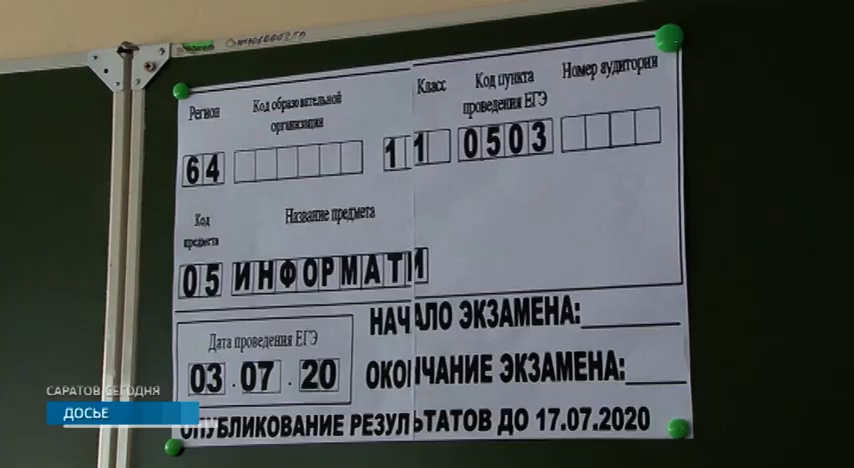 Регион Код образовательной организации Класс Код пункта проведения ЕГЭ Номер аудитории
64 11 0503
Код предмета Название предмета
05 ИНФОРМАТИ
Дата проведения ЕГЭ
03.07.20
НАЧАЛО ЭКЗАМЕНА:
ОКОНЧАНИЕ ЭКЗАМЕНА:
ОПУБЛИКОВАНИЕ РЕЗУЛЬТАТОВ ДО 17.07.2020
САРАТОВ СЕГОДНЯ
ДОСЬЕ